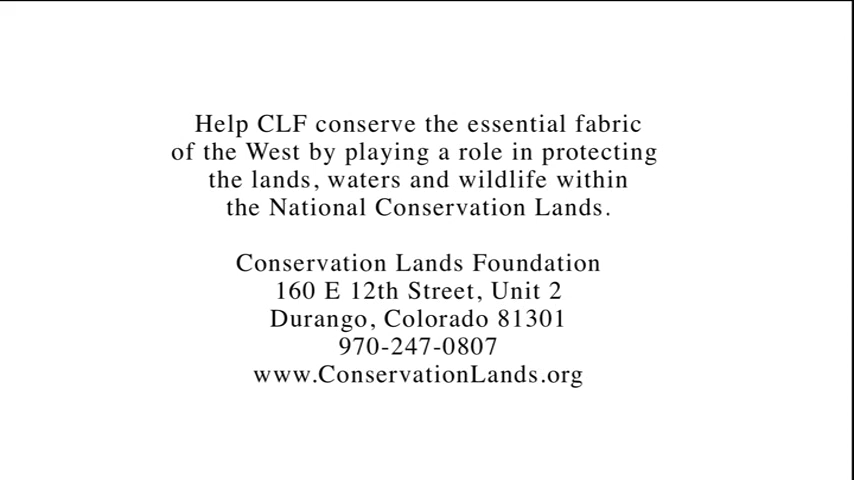 Help CLF conserve the essential fabric
of the West by playing a role in protecting
the lands, waters and wildlife within
the National Conservation Lands.
Conservation Lands Foundation
160 E 12th Street, Unit 2
Durango, Colorado 81301
970-247-0807
www.ConservationLands.org